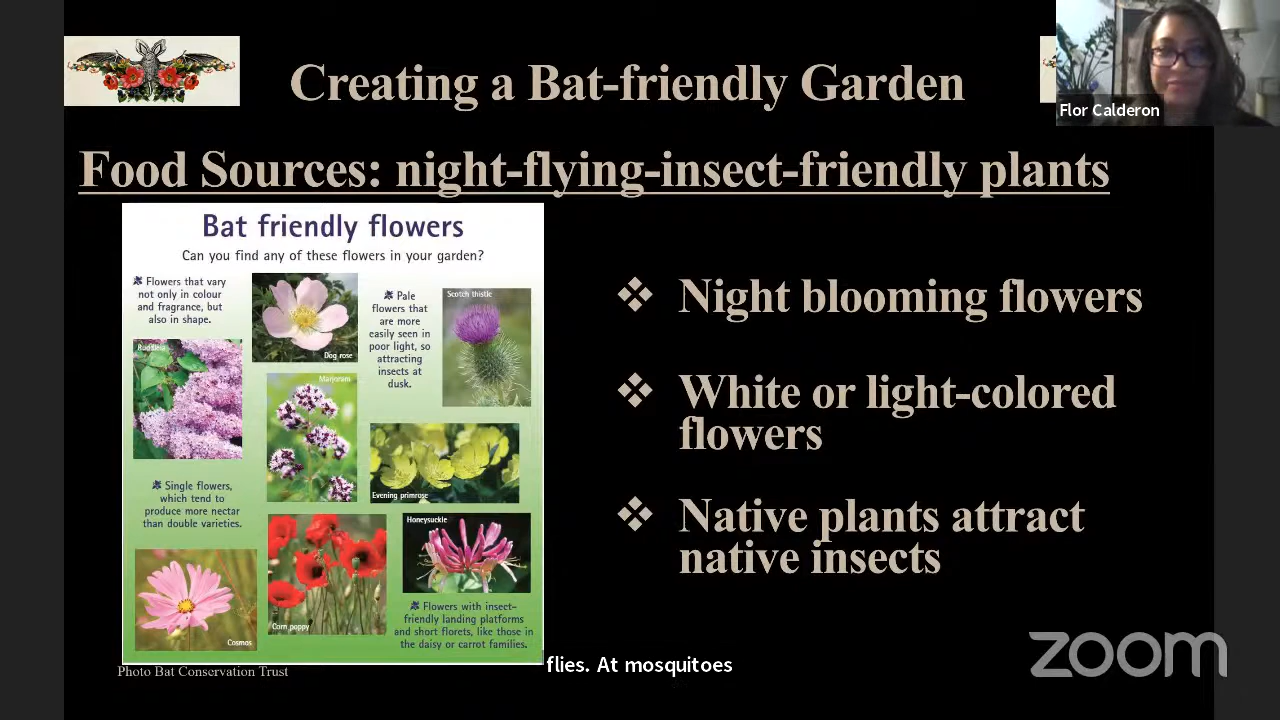 Creating a Bat-friendly Garden
Flor Calderon
Food Sources: night-flying-insect-friendly plants
Bat friendly flowers
Can you find any of these flowers in your garden?
Flowers that vary
not only in colour
and fragrance, but
also in shape.
Dog rose
Pale
flowers that
are more
easily seen in
poor light, so
attracting
insects at
dusk.
Scotch thistle
Buddleia
Marjoram
Evening primrose
Single flowers,
which tend to
produce more nectar
than double varieties.
Cosmos
Corn poppy
Honeysuckle
Flowers with insect-
friendly landing platforms
and short florets, like those in
the daisy or carrot families.
Photo Bat Conservation Trust
❖ Night blooming flowers
❖ White or light-colored
flowers
❖ Native plants attract
native insects
flies. At mosquitoes
zoom